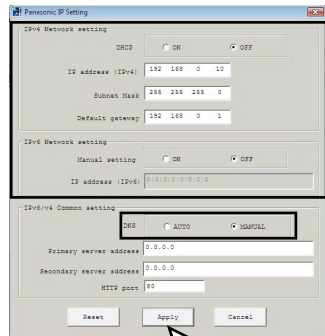 Panasonic IP Setting
IPv4 Network setting
DHCP ON OFF
IP address (IPv4) 192 168 0 10
Subnet Mask 255 255 255 0
Default gateway 192 168 0 1
IPv6 Network setting
Manual setting ON OFF
IP address (IPv6) 0:0:0:0:0:0:0:0
IPv6/v4 Common setting
DNS AUTO MANUAL
Primary server address 0.0.0.0
Secondary server address 0.0.0.0
HTTP port 80
Reset Apply Cancel